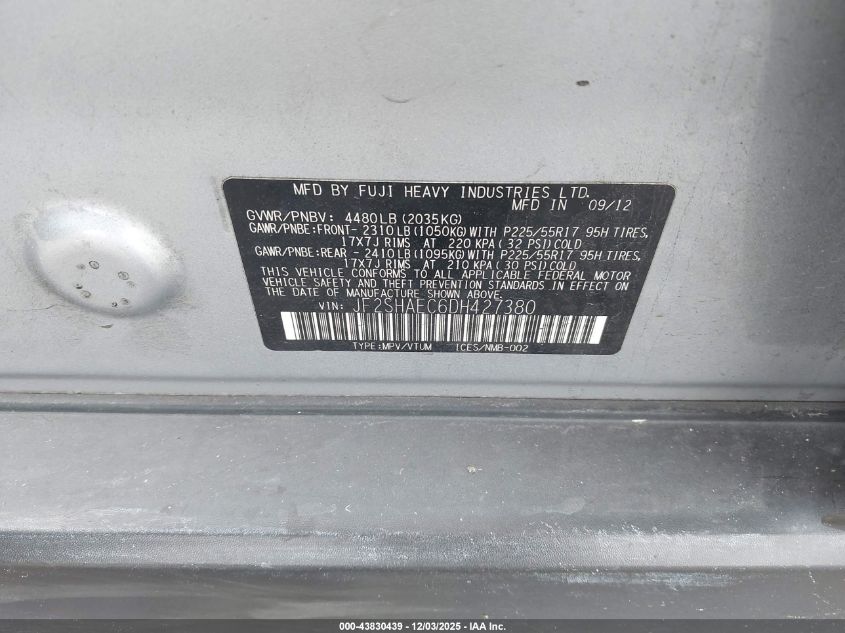 MFD BY FUJI HEAVY INDUSTRIES LTD.
MFD IN 09/12
GVWR/PNBV: 4480LB(2035KG)
GAWR/PNBE:FRONT- 2310LB(1050KG)WITH P225/55R17 95H TIRES,
17X7J RIMS AT 220 KPA(32 PSI)COLD
GAWR/PNBE:REAR - 2410LB(1095KG)WITH P225/55R17 95H TIRES,
17X7J RIMS AT 210 KPA(30 PSI)COLD
THIS VEHICLE CONFORMS TO ALL APPLICABLE FEDERAL MOTOR
VEHICLE SAFETY AND THEFT PREVENTION STANDARDS IN EFFECT ON
THE DATE OF MANUFACTURE SHOWN ABOVE.
VIN: JF2SHAEC6DH427380
TYPE:MPV/VTUM ICES/NMB-002
000-43830439 - 12/03/2025 - IAA Inc.